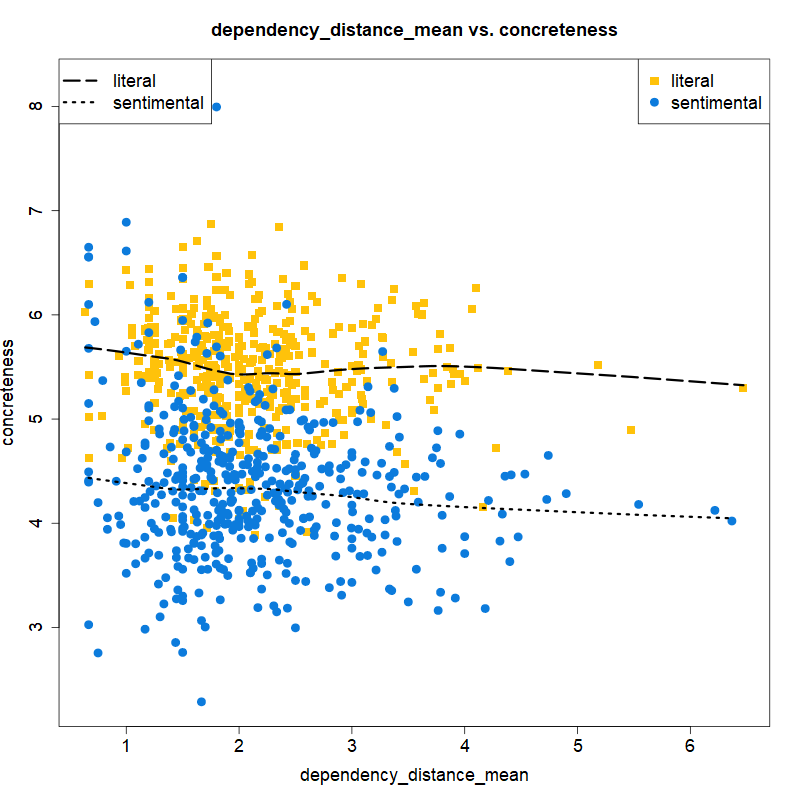 dependency_distance_mean vs. concreteness
literal
sentimental
literal
sentimental
8
7
6
5
4
3
concreteness
1 2 3 4 5 6
dependency_distance_mean